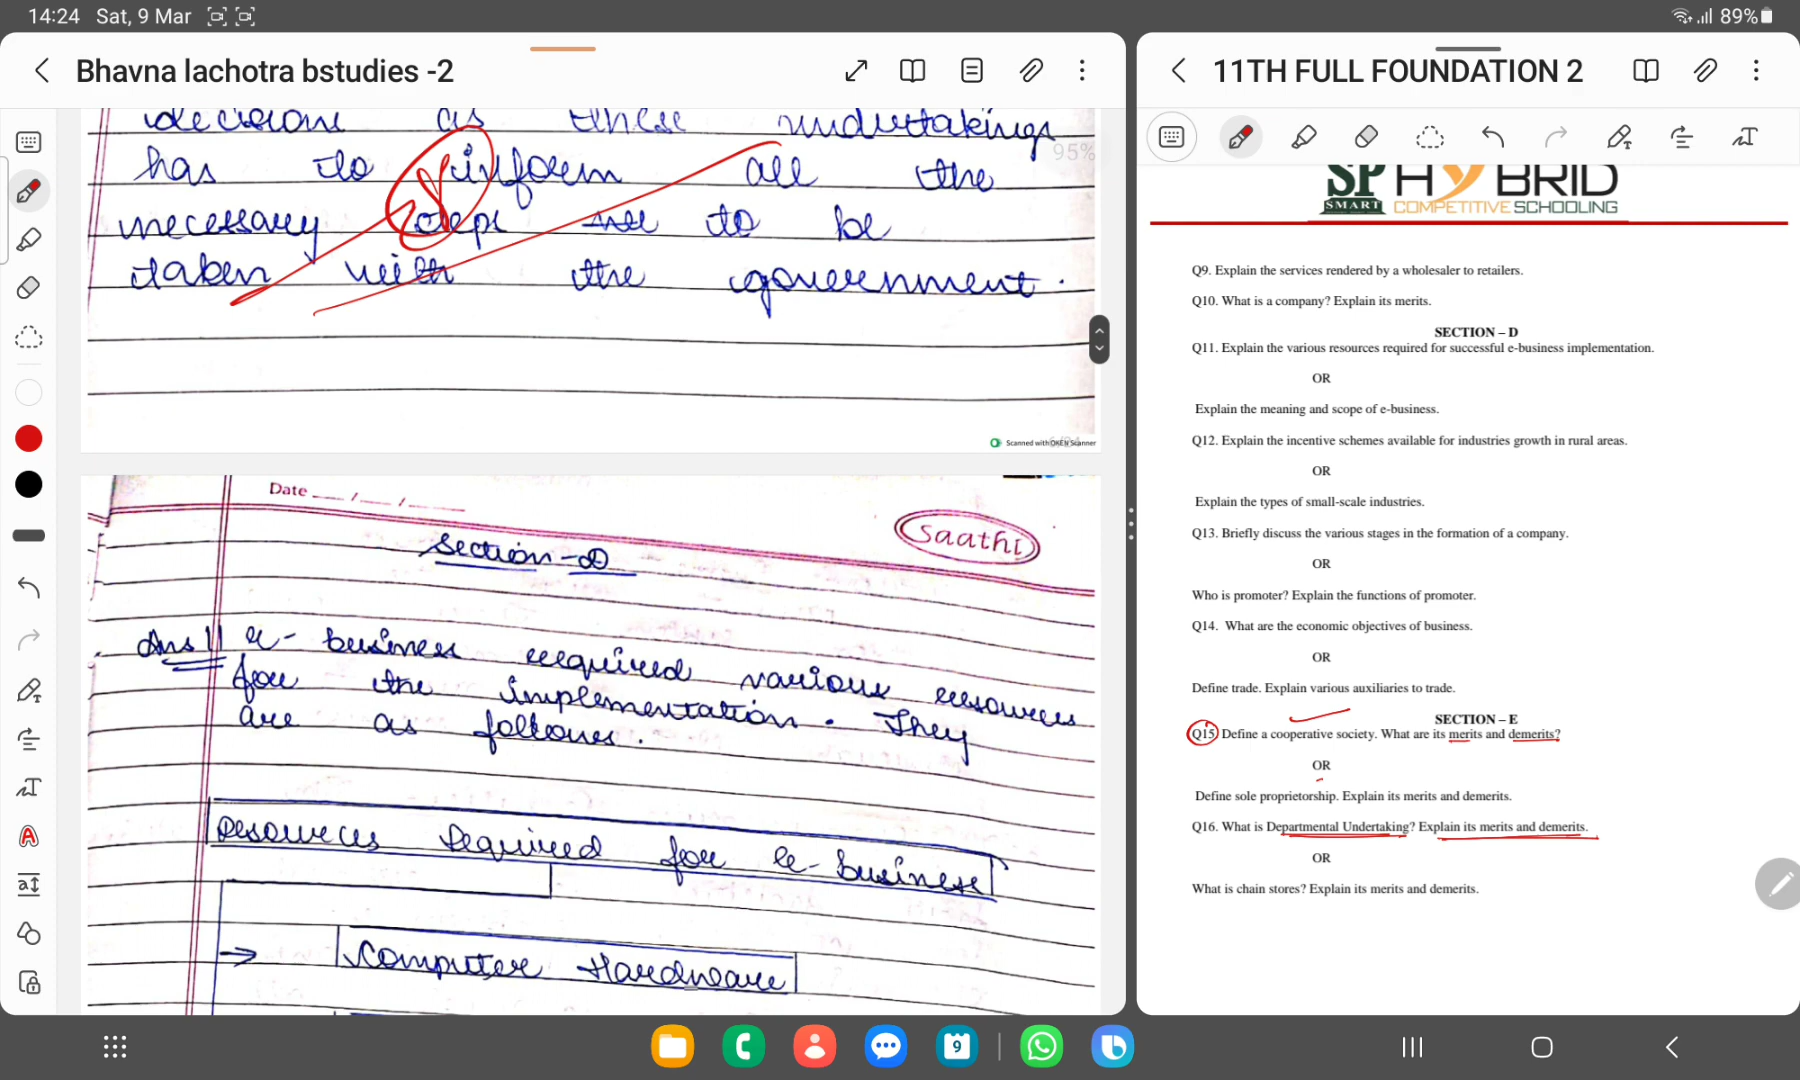 14:24 Sat, 9 Mar
89%
Bhavna lachotra bstudies -2
decisions as these undertakings
95%
has to inform all the
necessary steps to be
taken with the government.
Scanned with OKEN Scanner
Date __ / __ / __
Saathi
Section-D
Ans 11 e- business required various resources
for the implementation. They
are as follows.
Resources required for e-business
→ Computer Hardware
11TH FULL FOUNDATION 2
SP HYBRID
SMART COMPETITIVE SCHOOLING
Q9. Explain the services rendered by a wholesaler to retailers.
Q10. What is a company? Explain its merits.
SECTION – D
Q11. Explain the various resources required for successful e-business implementation.
OR
Explain the meaning and scope of e-business.
Q12. Explain the incentive schemes available for industries growth in rural areas.
OR
Explain the types of small-scale industries.
Q13. Briefly discuss the various stages in the formation of a company.
OR
Who is promoter? Explain the functions of promoter.
Q14. What are the economic objectives of business.
OR
Define trade. Explain various auxiliaries to trade.
SECTION – E
Q15 Define a cooperative society. What are its merits and demerits?
OR
Define sole proprietorship. Explain its merits and demerits.
Q16. What is Departmental Undertaking? Explain its merits and demerits.
OR
What is chain stores? Explain its merits and demerits.
9